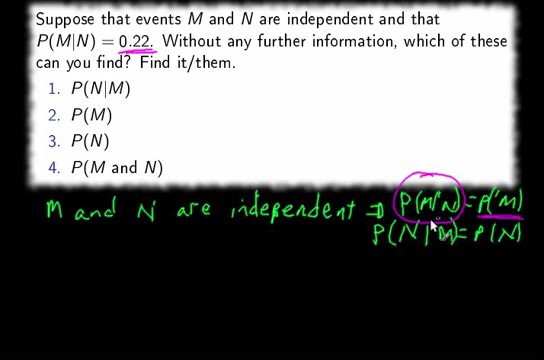 Suppose that events M and N are independent and that
P(M|N) = 0.22. Without any further information, which of these
can you find? Find it/them.
1. P(N|M)
2. P(M)
3. P(N)
4. P(M and N)
M and N are independent ⇒ P(M|N) = P(M)
P(N|M) = P(N)